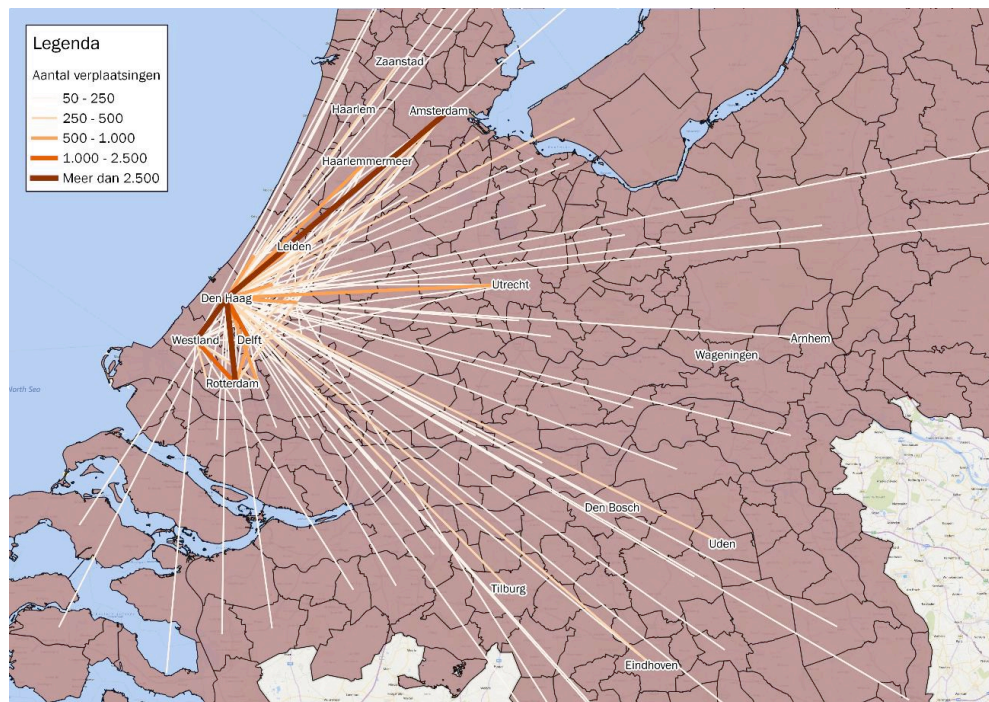 Legenda
Aantal verplaatsingen
50 - 250
250 - 500
500 - 1.000
1.000 - 2.500
Meer dan 2.500
Zaanstad
Haarlem
Amsterdam
Haarlemmermeer
Leiden
Utrecht
Den Haag
Westland
Delft
Arnhem
Wageningen
Rotterdam
North Sea
Den Bosch
Uden
Tilburg
Eindhoven